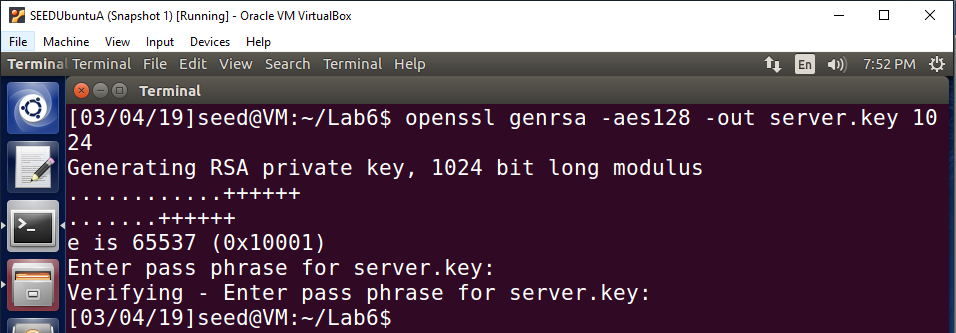 SEEDUbuntuA (Snapshot 1) [Running] - Oracle VM VirtualBox
File Machine View Input Devices Help
Terminal Terminal File Edit View Search Terminal Help En 7:52 PM
Terminal
[03/04/19]seed@VM:~/Lab6$ openssl genrsa -aes128 -out server.key 10
24
Generating RSA private key, 1024 bit long modulus
............++++++
.......++++++
e is 65537 (0x10001)
Enter pass phrase for server.key:
Verifying - Enter pass phrase for server.key:
[03/04/19]seed@VM:~/Lab6$